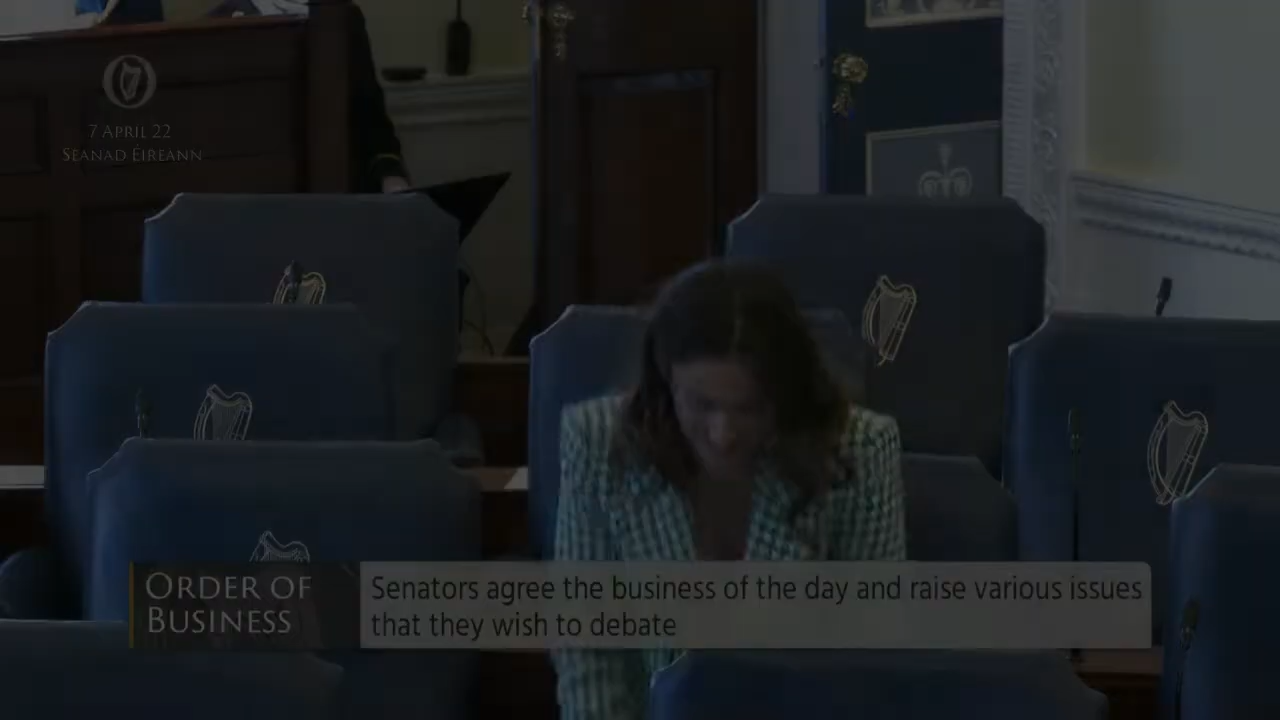 7 April 22
Seanad Éireann
Order of
Business
Senators agree the business of the day and raise various issues
that they wish to debate